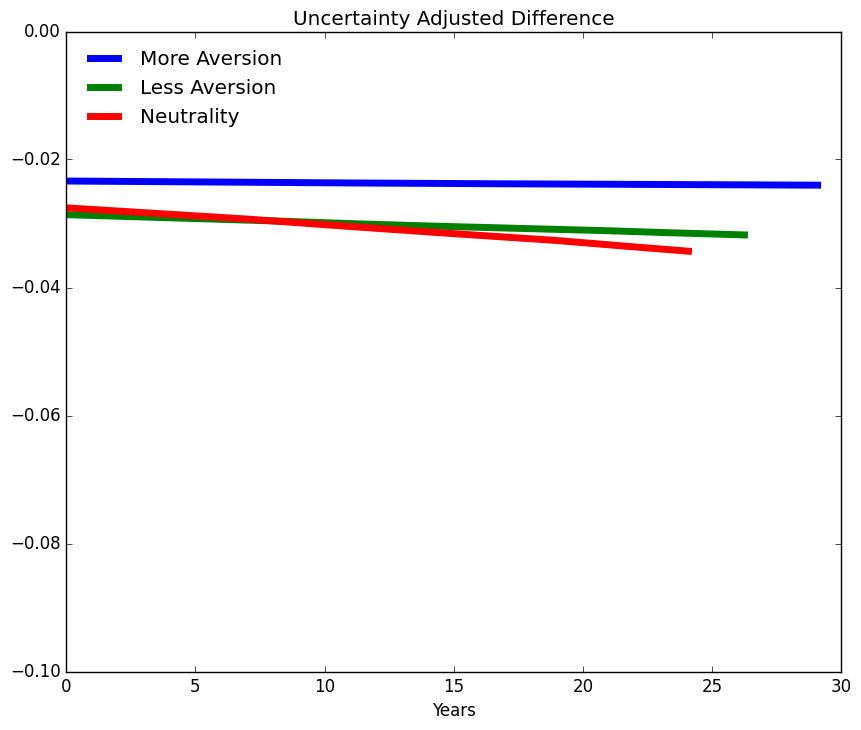 Uncertainty Adjusted Difference
0.00
More Aversion
Less Aversion
Neutrality
−0.02
−0.04
−0.06
−0.08
−0.10
0 5 10 15 20 25 30
Years